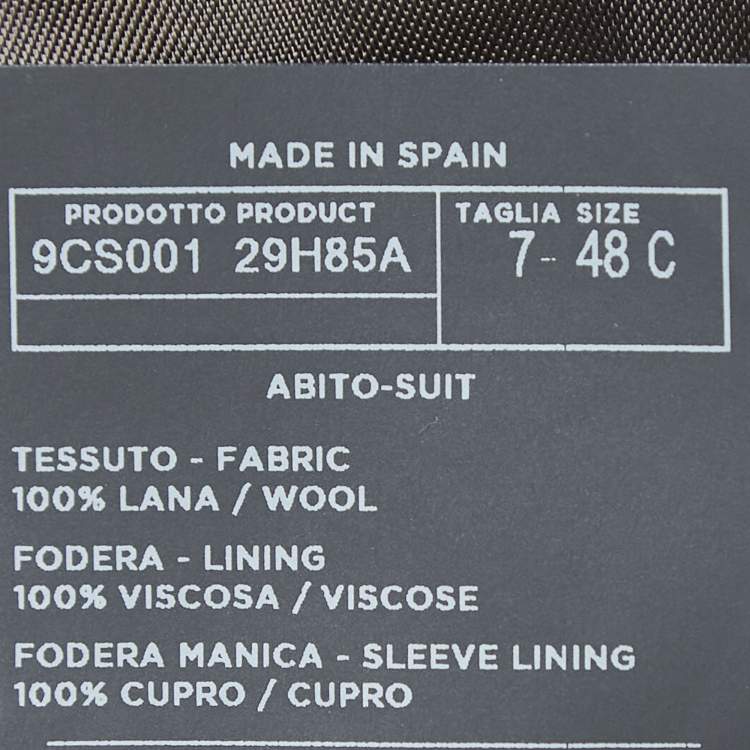 MADE IN SPAIN
PRODOTTO PRODUCT
9CS001 29H85A
TAGLIA SIZE
7- 48 C
ABITO-SUIT
TESSUTO - FABRIC
100% LANA / WOOL
FODERA - LINING
100% VISCOSA / VISCOSE
FODERA MANICA - SLEEVE LINING
100% CUPRO / CUPRO